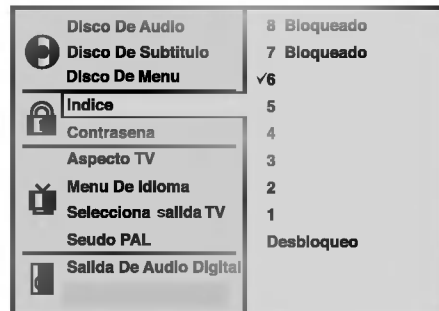 Disco De Audio
Disco De Subtitulo
Disco De Menu
Indice
Contrasena
Aspecto TV
Menu De Idioma
Selecciona salida TV
Seudo PAL
Salida De Audio Digital
8 Bloqueado
7 Bloqueado
✓6
5
4
3
2
1
Desbloqueo